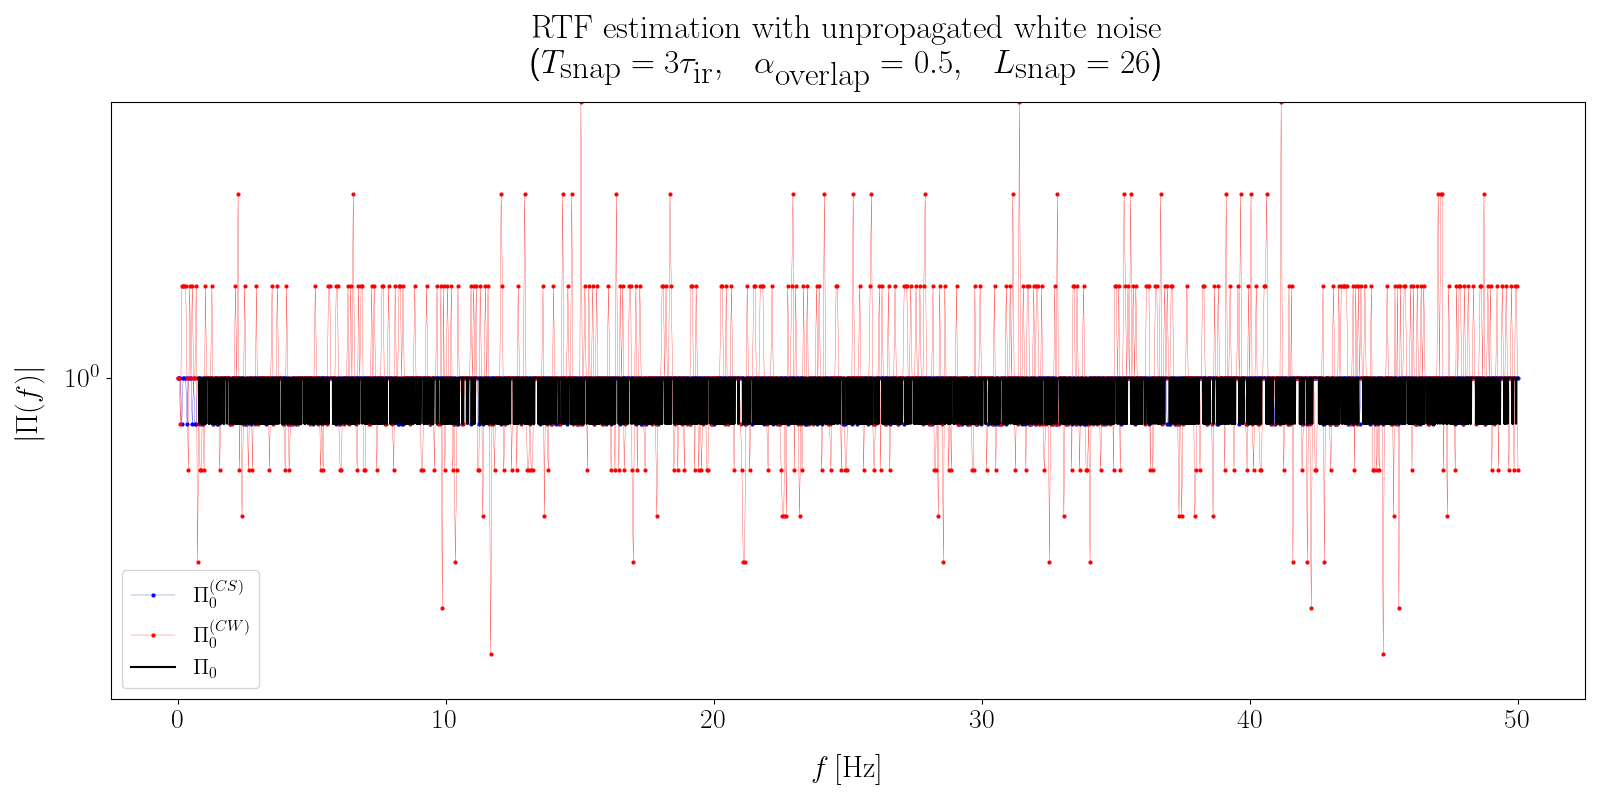 RTF estimation with unpropagated white noise
(T_snap = 3τ_ir,   α_overlap = 0.5,   L_snap = 26)
|Π(f)|
10^0
Π_0^(CS)
Π_0^(CW)
Π_0
0 10 20 30 40 50
f [Hz]